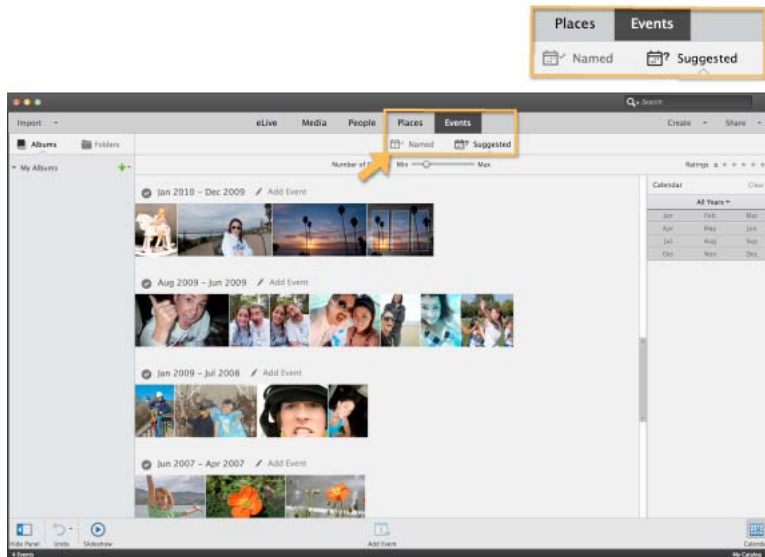 Places Events
Named ? Suggested
Search
Import eLive Media People Places Events Create Share
Albums Folders Named ? Suggested
My Albums Min Max Ratings
Number of
Calendar Clear
Jan 2010 - Dec 2009 Add Event
All Years
Jan Feb Mar
Apr May Jun
Jul Aug Sep
Oct Nov Dec
Aug 2009 - Jun 2009 Add Event
Jan 2009 - Jul 2008 Add Event
Jun 2007 - Apr 2007 Add Event
Hide Panel Undo Slideshow Add Event Calendar
4 Events My Catalog